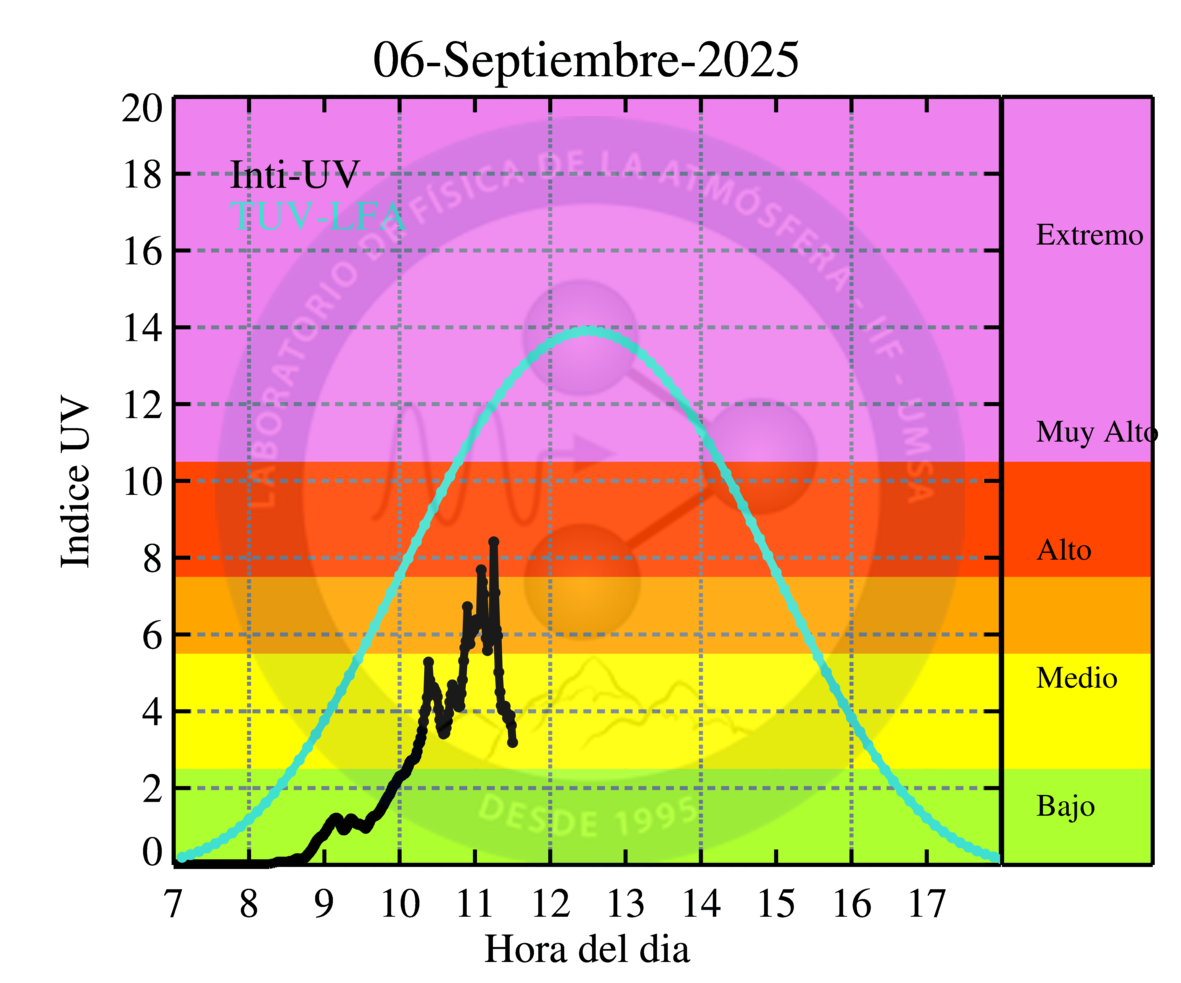 06-Septiembre-2025
Indice UV
20
18
16
14
12
10
8
6
4
2
0
Inti-UV
TUV-LFA
LABORATORIO DE FÍSICA DE LA ATMÓSFERA - IIF - UMSA
DESDE 1995
Extremo
Muy Alto
Alto
Medio
Bajo
7 8 9 10 11 12 13 14 15 16 17
Hora del dia